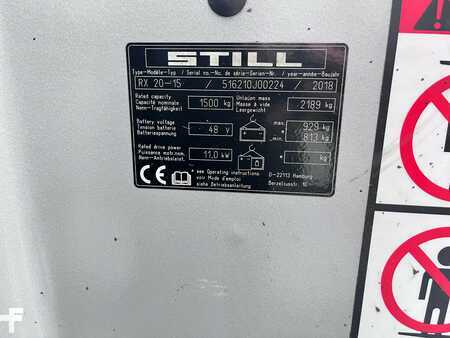 STILL
Type-Modèle-Typ / Serial no.-No. de série-Serien-Nr. / year-année-Baujahr
RX 20-15 / 516210J00224 / 2018
Rated capacity
Capacité nominale
Nenn-Tragfähigkeit
1500 kg
Unladen mass
Masse à vide
Leergewicht
2189 kg
Battery voltage
Tension batterie
Batteriespannung
48 V
max 929 kg
min 813 kg
Rated drive power
Puissance motr.nom.
Nenn-Antriebsleist.
11,0 kW
kg
CE
see Operating instructions
voir Mode d'emploi
siehe Betriebsanleitung
D-22113 Hamburg
Berzeliusstr. 10